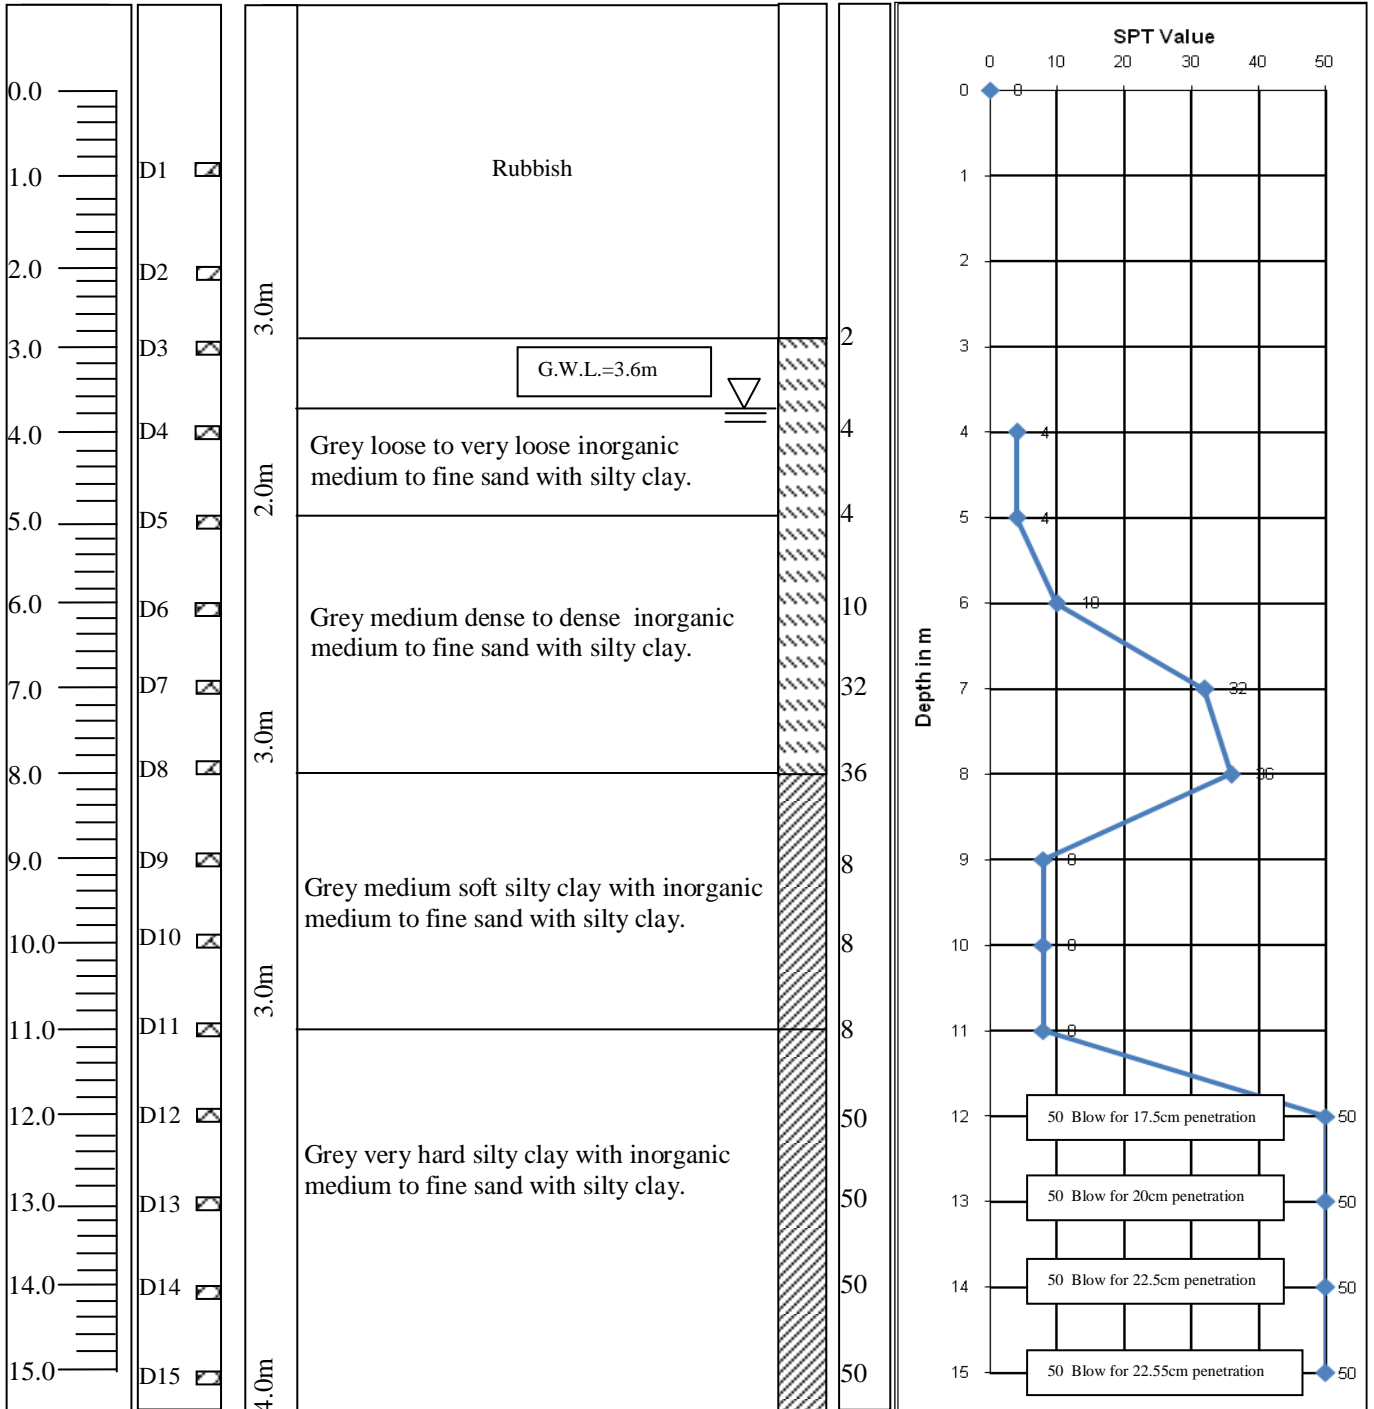 SPT Value
0 10 20 30 40 50
0.0
1.0
2.0
3.0
4.0
5.0
6.0
7.0
8.0
9.0
10.0
11.0
12.0
13.0
14.0
15.0
D1
D2
D3
D4
D5
D6
D7
D8
D9
D10
D11
D12
D13
D14
D15
3.0m
2.0m
3.0m
3.0m
4.0m
Rubbish
G.W.L.=3.6m
Grey loose to very loose inorganic
medium to fine sand with silty clay.
Grey medium dense to dense inorganic
medium to fine sand with silty clay.
Grey medium soft silty clay with inorganic
medium to fine sand with silty clay.
Grey very hard silty clay with inorganic
medium to fine sand with silty clay.
2
4
4
10
32
36
8
8
8
50
50
50
50
Depth in m
0
1
2
3
4
5
6
7
8
9
10
11
12
13
14
15
0
4
4
10
32
36
8
8
8
50 Blow for 17.5cm penetration
50
50 Blow for 20cm penetration
50
50 Blow for 22.5cm penetration
50
50 Blow for 22.55cm penetration
50